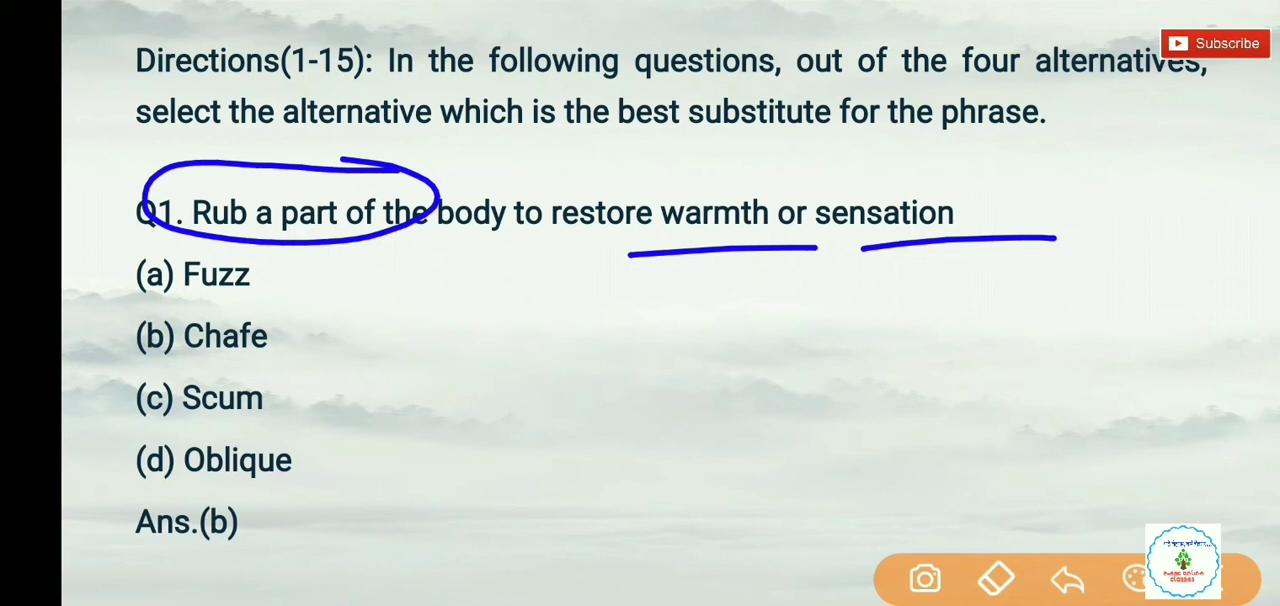 Directions(1-15): In the following questions, out of the four alternatives,
Subscribe
select the alternative which is the best substitute for the phrase.
Q1. Rub a part of the body to restore warmth or sensation
(a) Fuzz
(b) Chafe
(c) Scum
(d) Oblique
Ans.(b)
online
classes